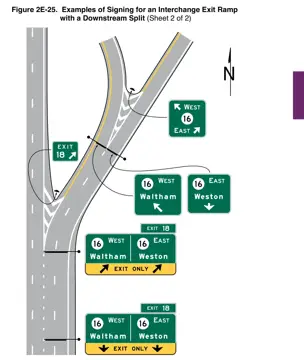 Figure 2E-25. Examples of Signing for an Interchange Exit Ramp
with a Downstream Split (Sheet 2 of 2)
N
WEST
16
EAST
EXIT
18
16 WEST
Waltham
16 EAST
Weston
EXIT 18
16 WEST 16 EAST
Waltham Weston
EXIT ONLY
EXIT 18
16 WEST 16 EAST
Waltham Weston
EXIT ONLY